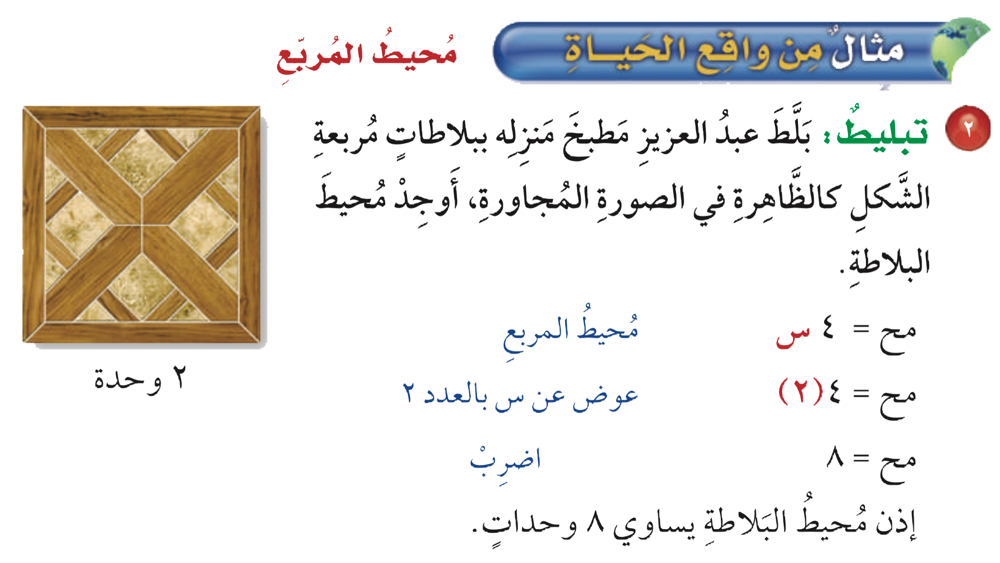 مثالٌ مِن واقِعِ الحَيـاةِ
مُحيطُ المُربّعِ
٢
تبليطٌ: بَلَّطَ عبدُ العزيزِ مَطبخَ مَنزِلِه ببلاطاتٍ مُربعةِ
الشَّكلِ كالظَّاهِرةِ في الصورةِ المُجاورةِ، أَوجِدْ مُحيطَ
البلاطةِ.
مح = ٤ س مُحيطُ المربعِ
مح = ٤(٢) عوض عن س بالعدد ٢
مح = ٨ اضرِبْ
إذن مُحيطُ البَلاطةِ يساوي ٨ وحداتٍ.
٢ وحدة